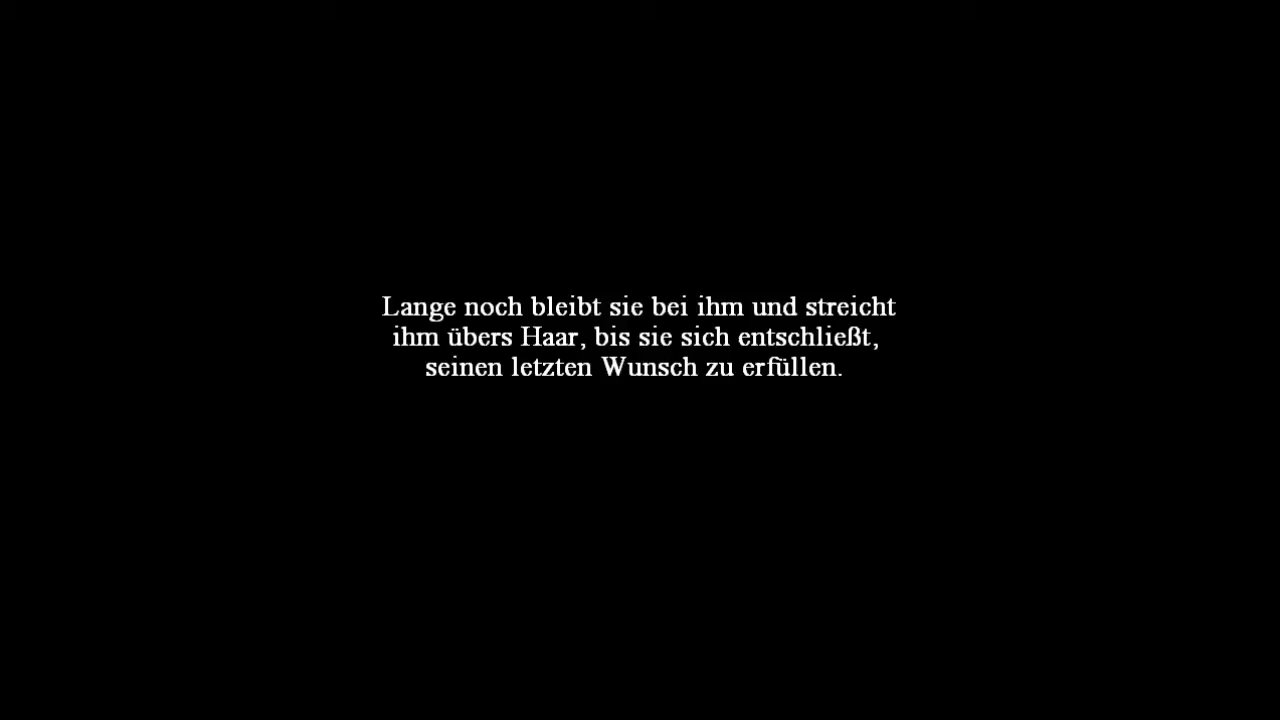 Lange noch bleibt sie bei ihm und streicht
ihm übers Haar, bis sie sich entschließt,
seinen letzten Wunsch zu erfüllen.